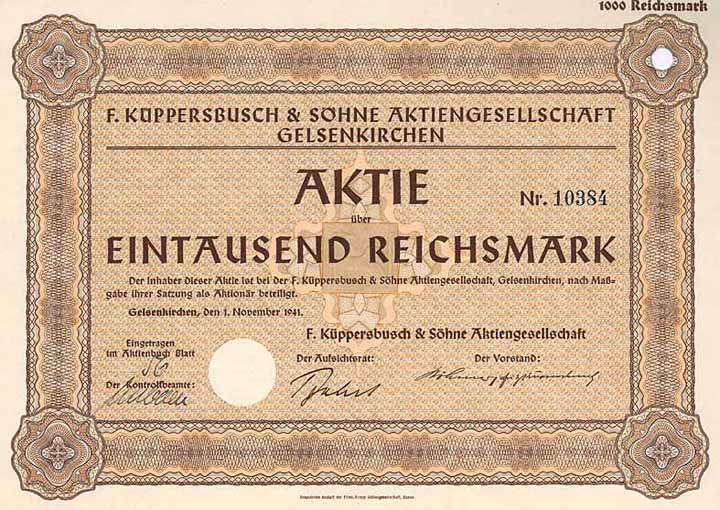 1000 Reichsmark
F. KÜPPERSBUSCH & SÖHNE AKTIENGESELLSCHAFT
GELSENKIRCHEN
AKTIE
Nr. 10384
über
EINTAUSEND REICHSMARK
Der Inhaber dieser Aktie ist bei der F. Küppersbusch & Söhne Aktiengesellschaft, Gelsenkirchen, nach Maß-
gabe ihrer Satzung als Aktionär beteiligt.
Gelsenkirchen, den 1. November 1941.
F. Küppersbusch & Söhne Aktiengesellschaft
Eingetragen
im Aktienbuch Blatt
56
Der Aufsichtsrat:
Der Vorstand:
Der Kontrollbeamte: